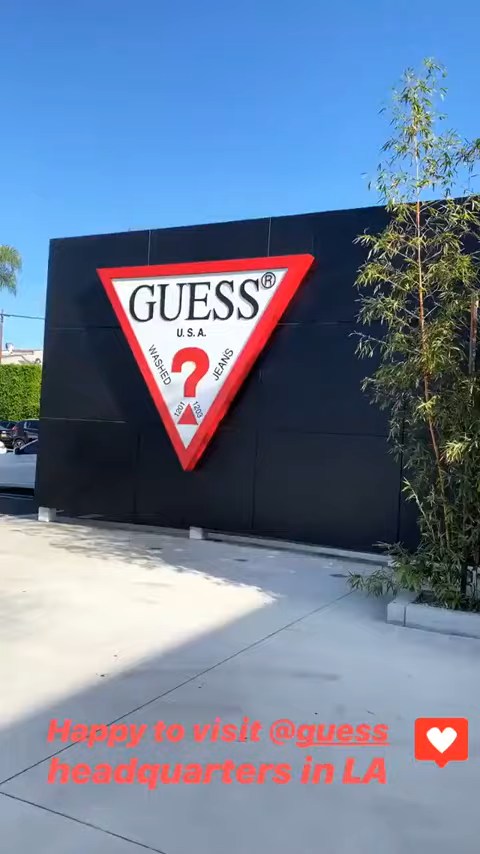 GUESS®
U.S.A.
WASHED
?
JEANS
1201 1203
Happy to visit @guess
headquarters in LA